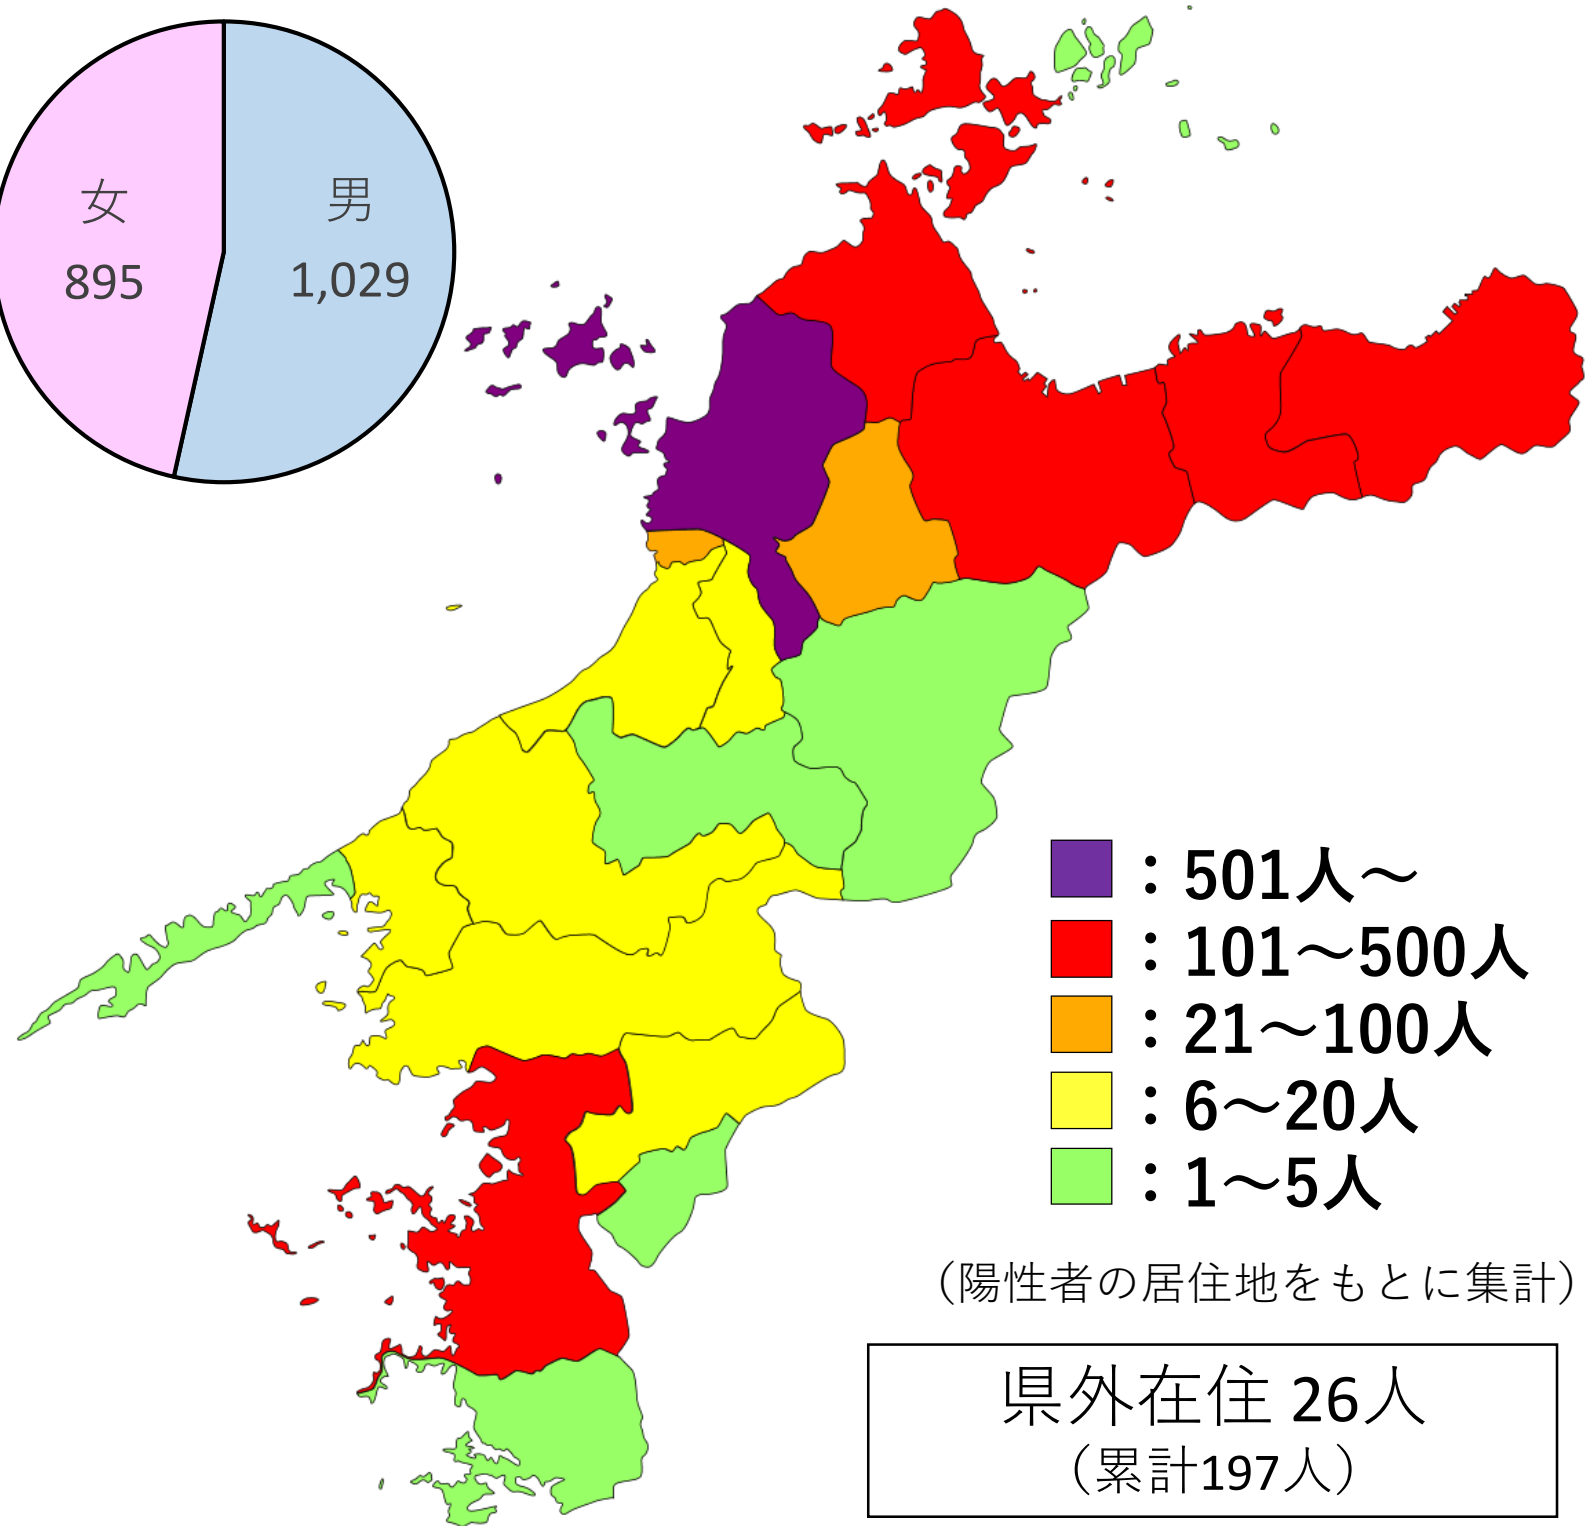 女
895
男
1,029
：501人～
：101～500人
：21～100人
：6～20人
：1～5人
（陽性者の居住地をもとに集計）
県外在住 26人
（累計197人）